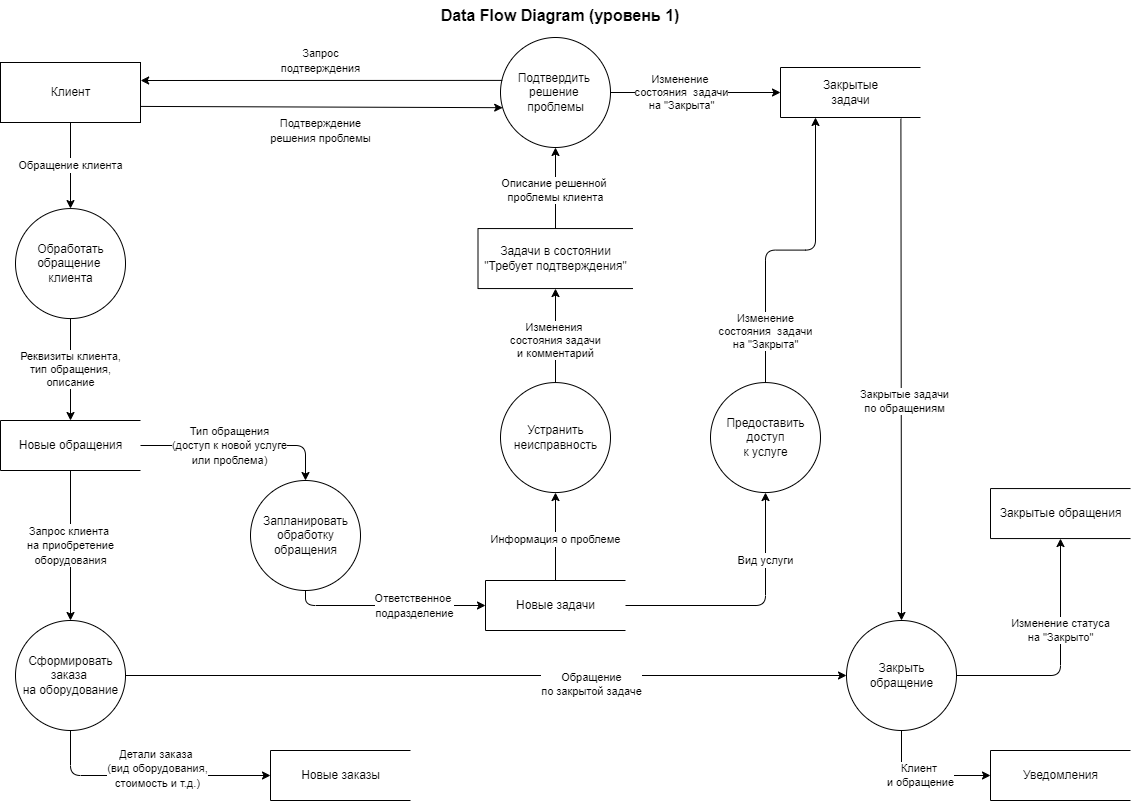 Data Flow Diagram (уровень 1)
Запрос
подтверждения
Клиент
Подтвердить
решение
проблемы
Изменение
состояния задачи
на "Закрыта"
Закрытые
задачи
Подтверждение
решения проблемы
Обращение клиента
Описание решенной
проблемы клиента
Обработать
обращение
клиента
Задачи в состоянии
"Требует подтверждения"
Изменения
состояния задачи
и комментарий
Изменение
состояния задачи
на "Закрыта"
Реквизиты клиента,
тип обращения,
описание
Закрытые задачи
по обращениям
Новые обращения
Тип обращения
(доступ к новой услуге
или проблема)
Устранить
неисправность
Предоставить
доступ
к услуге
Запланировать
обработку
обращения
Закрытые обращения
Запрос клиента
на приобретение
оборудования
Информация о проблеме
Вид услуги
Ответственное
подразделение
Новые задачи
Изменение статуса
на "Закрыто"
Сформировать
заказа
на оборудование
Обращение
по закрытой задаче
Закрыть
обращение
Детали заказа
(вид оборудования,
стоимость и т.д.)
Новые заказы
Клиент
и обращение
Уведомления